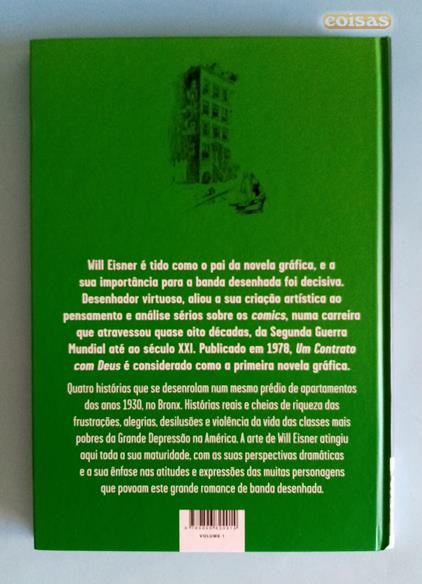 coisas
Will Eisner é tido como o pai da novela gráfica, e a
sua importância para a banda desenhada foi decisiva.
Desenhador virtuoso, aliou a sua criação artística ao
pensamento e análise sérios sobre os comics, numa carreira
que atravessou quase oito décadas, da Segunda Guerra
Mundial até ao século XXI. Publicado em 1978, Um Contrato
com Deus é considerado como a primeira novela gráfica.
Quatro histórias que se desenrolam num mesmo prédio de apartamentos
dos anos 1930, no Bronx. Histórias reais e cheias de riqueza das
frustrações, alegrias, desilusões e violência da vida das classes mais
pobres da Grande Depressão na América. A arte de Will Eisner atingiu
aqui toda a sua maturidade, com as suas perspectivas dramáticas
e a sua ênfase nas atitudes e expressões das muitas personagens
que povoam este grande romance de banda desenhada.
VOLUME 1